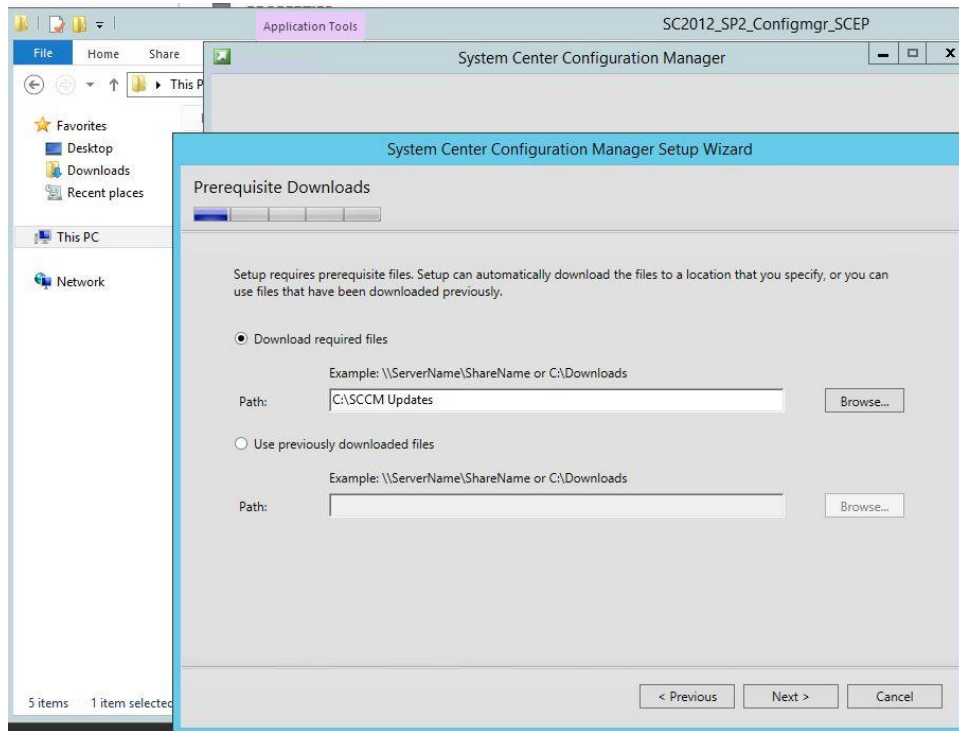 Application Tools
SC2012_SP2_Configmgr_SCEP
File Home Share
System Center Configuration Manager
This P
Favorites
Desktop
Downloads
Recent places
This PC
Network
System Center Configuration Manager Setup Wizard
Prerequisite Downloads
Setup requires prerequisite files. Setup can automatically download the files to a location that you specify, or you can
use files that have been downloaded previously.
Download required files
Example: \\ServerName\ShareName or C:\Downloads
Path: C:\SCCM Updates Browse...
Use previously downloaded files
Example: \\ServerName\ShareName or C:\Downloads
Path: Browse...
< Previous Next > Cancel
5 items 1 item selected